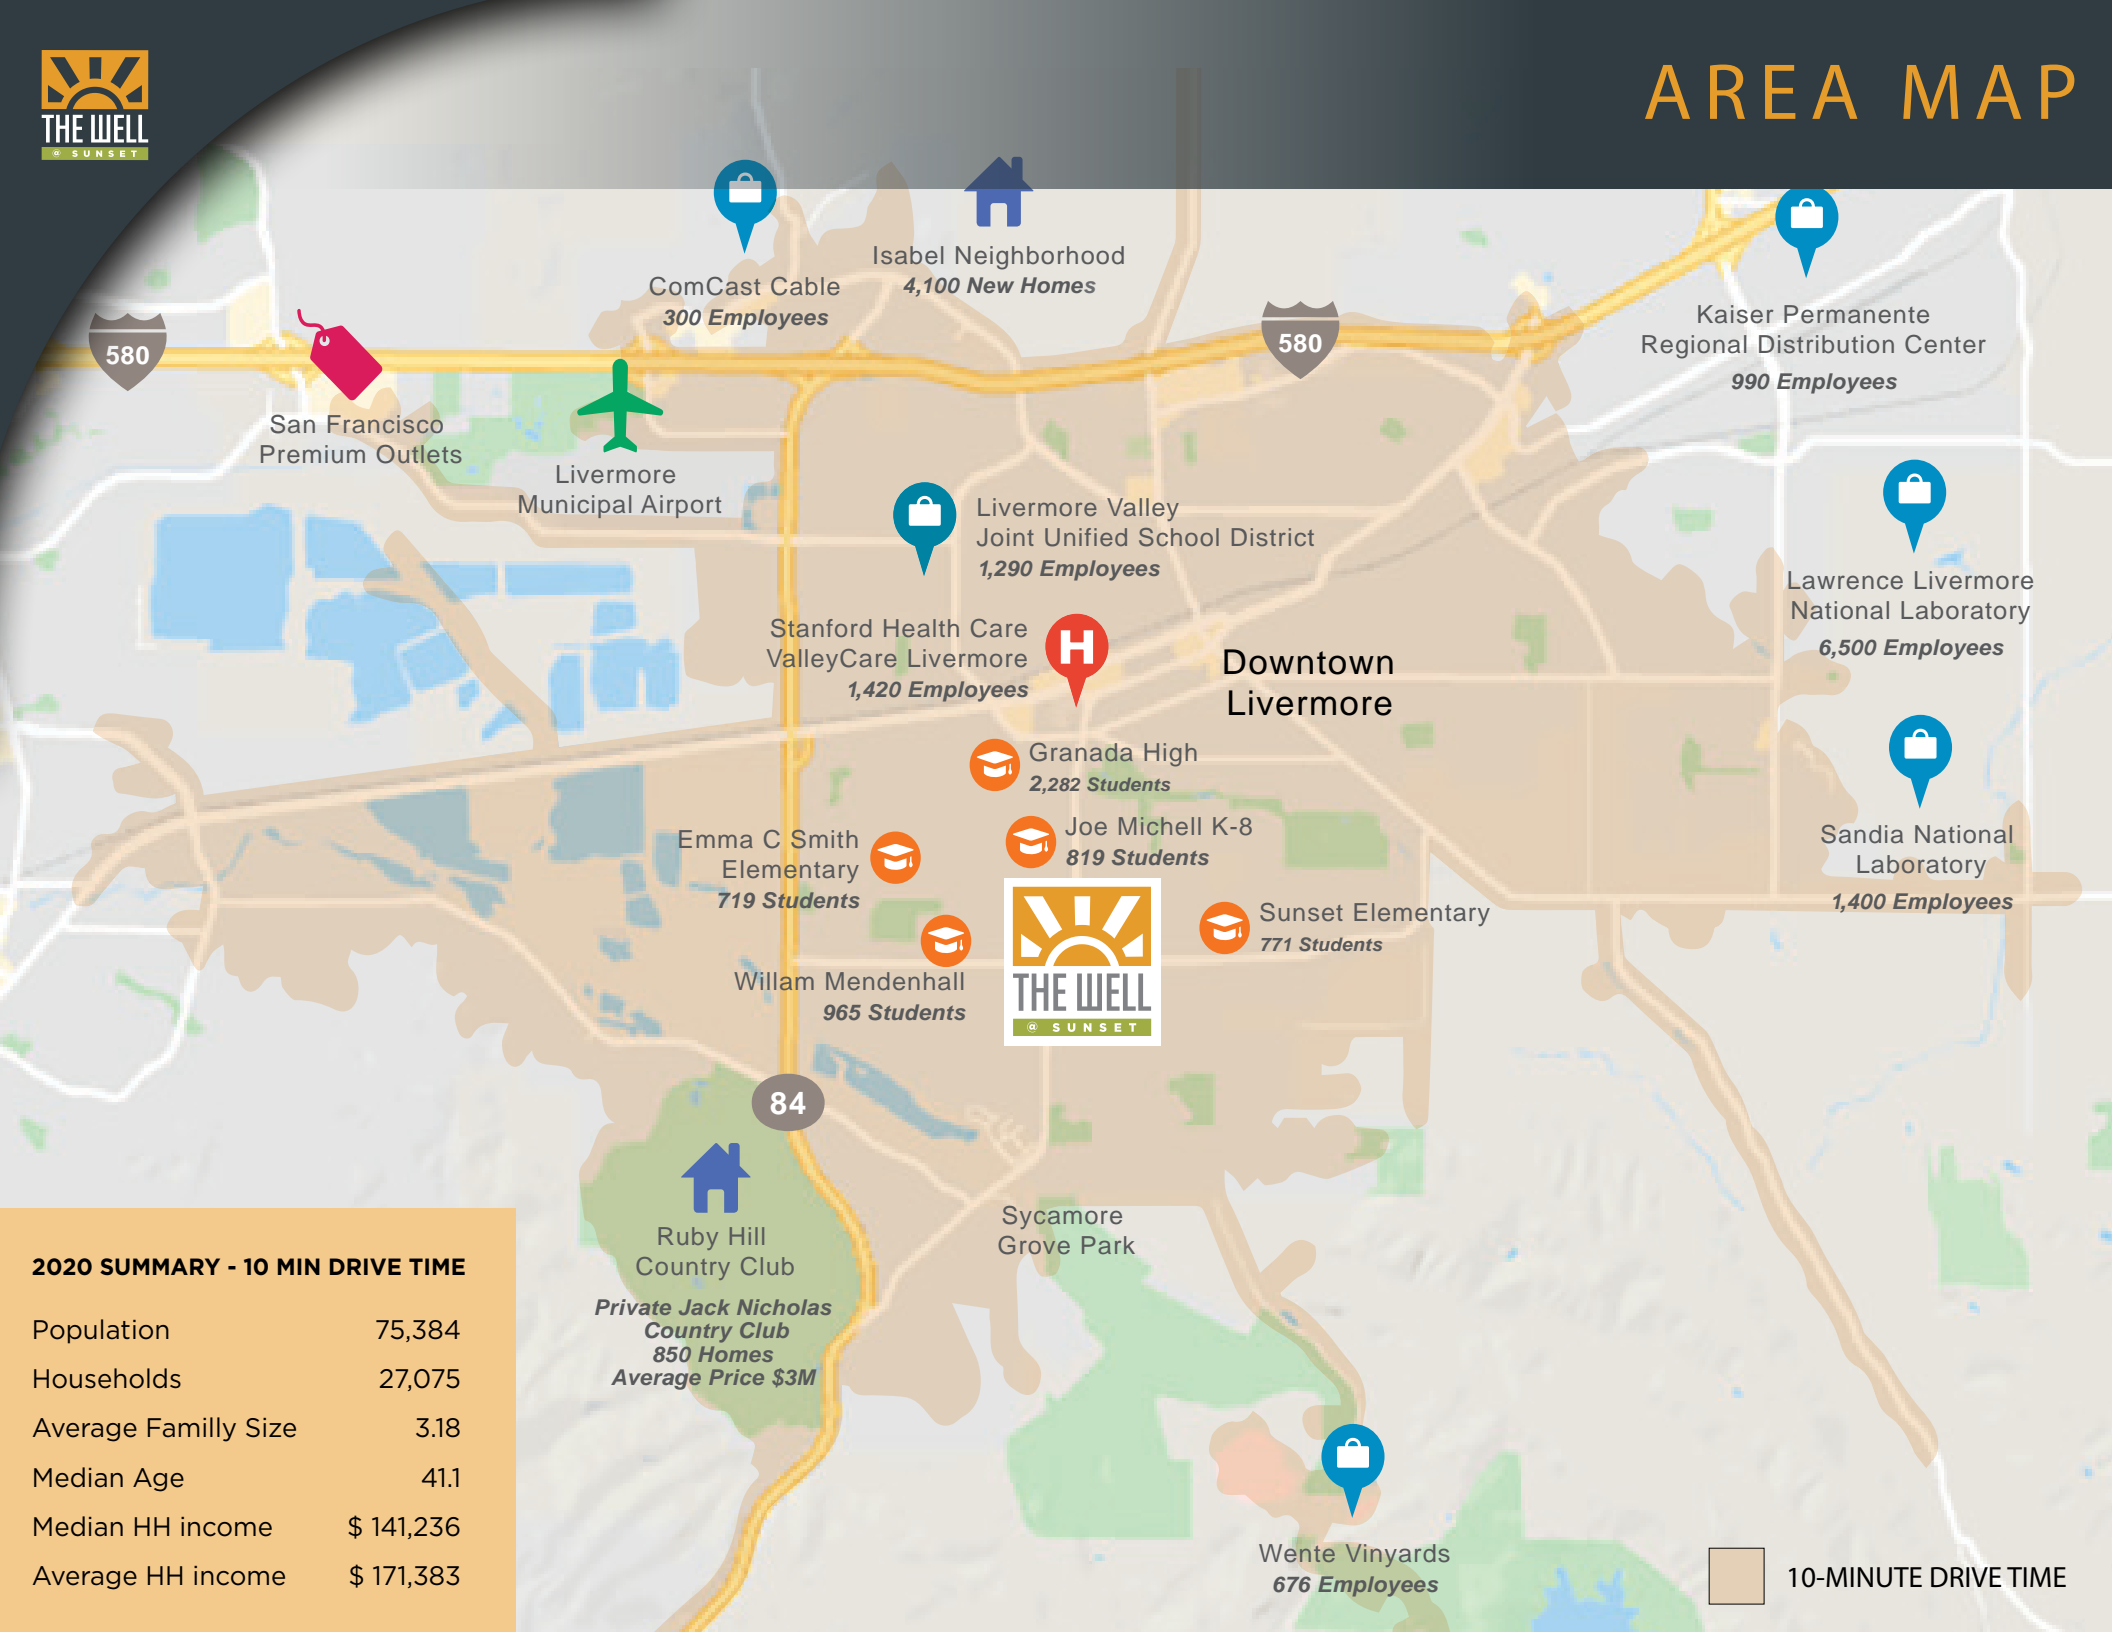 THE WELL
@ SUNSET
AREA MAP
ComCast Cable
300 Employees
Isabel Neighborhood
4,100 New Homes
580
580
Kaiser Permanente
Regional Distribution Center
990 Employees
San Francisco
Premium Outlets
Livermore
Municipal Airport
Livermore Valley
Joint Unified School District
1,290 Employees
Lawrence Livermore
National Laboratory
6,500 Employees
Stanford Health Care
ValleyCare Livermore
1,420 Employees
H
Downtown
Livermore
Granada High
2,282 Students
Joe Michell K-8
819 Students
Emma C Smith
Elementary
719 Students
Sandia National
Laboratory
1,400 Employees
Sunset Elementary
771 Students
Willam Mendenhall
965 Students
THE WELL
@ SUNSET
84
Ruby Hill
Country Club
Private Jack Nicholas
Country Club
850 Homes
Average Price $3M
Sycamore
Grove Park
Wente Vinyards
676 Employees
2020 SUMMARY - 10 MIN DRIVE TIME
Population 75,384
Households 27,075
Average Familly Size 3.18
Median Age 41.1
Median HH income $ 141,236
Average HH income $ 171,383
10-MINUTE DRIVE TIME